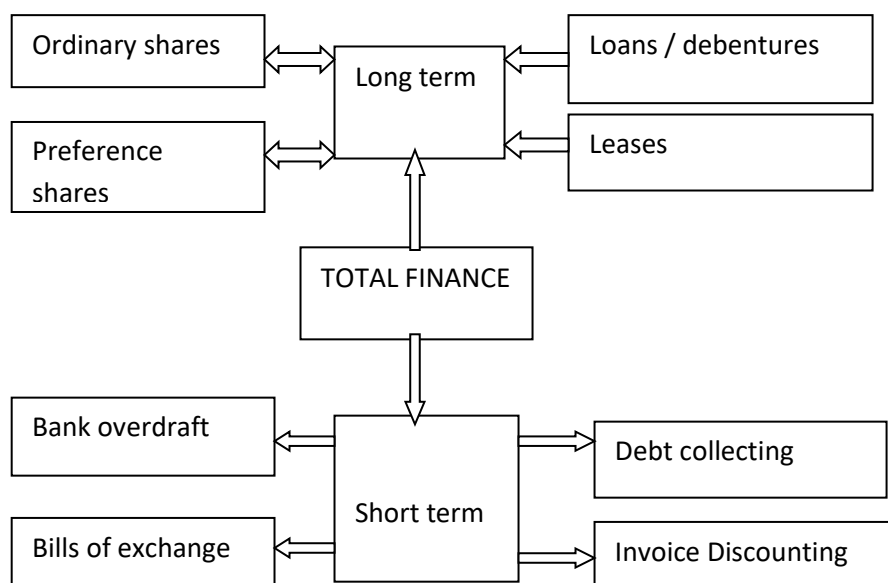 Ordinary shares
Loans / debentures
Long term
Preference
shares
Leases
TOTAL FINANCE
Bank overdraft
Debt collecting
Short term
Bills of exchange
Invoice Discounting